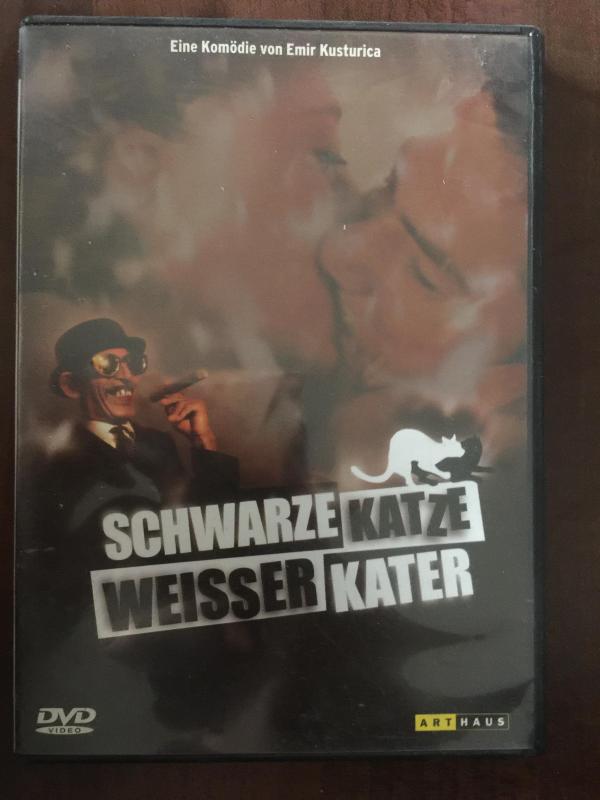 Eine Komödie von Emir Kusturica
SCHWARZE KATZE
WEISSER KATER
DVD
VIDEO
ARTHAUS